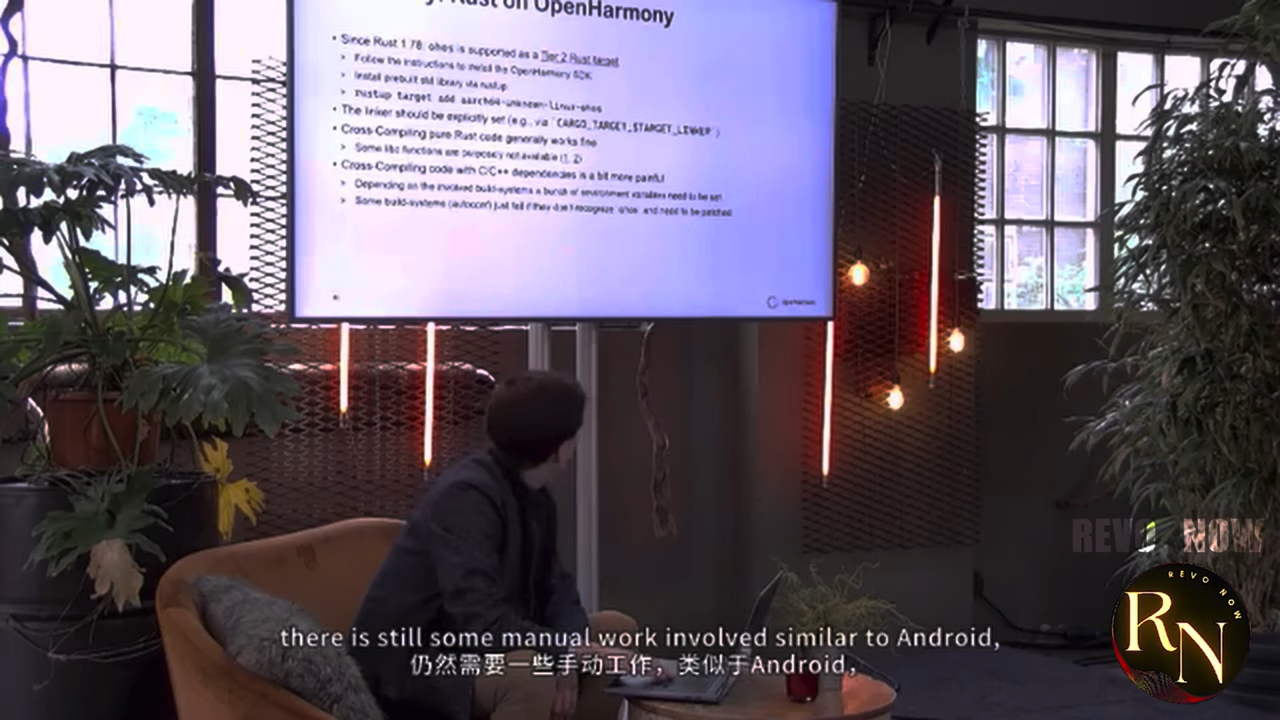 Rust on OpenHarmony
• Since Rust 1.78: ohos is supported as a Tier 2 Rust target
» Follow the instructions to install the OpenHarmony SDK
» Install prebuilt std library via rustup
» rustup target add aarch64-unknown-linux-ohos
• The linker should be explicitly set (e.g., via `CARGO_TARGET_$TARGET_LINKER`)
• Cross-Compiling pure Rust code generally works fine
» Some libc functions are purposely not available (1, 2)
• Cross-Compiling code with C/C++ dependencies is a bit more painful
» Depending on the involved build-systems a bunch of environment variables need to be set
» Some build-systems (autoconf) just fail if they don't recognize `ohos` and need to be patched
REVO NOW
REVO NOW
RN
there is still some manual work involved similar to Android,
仍然需要一些手动工作，类似于Android，